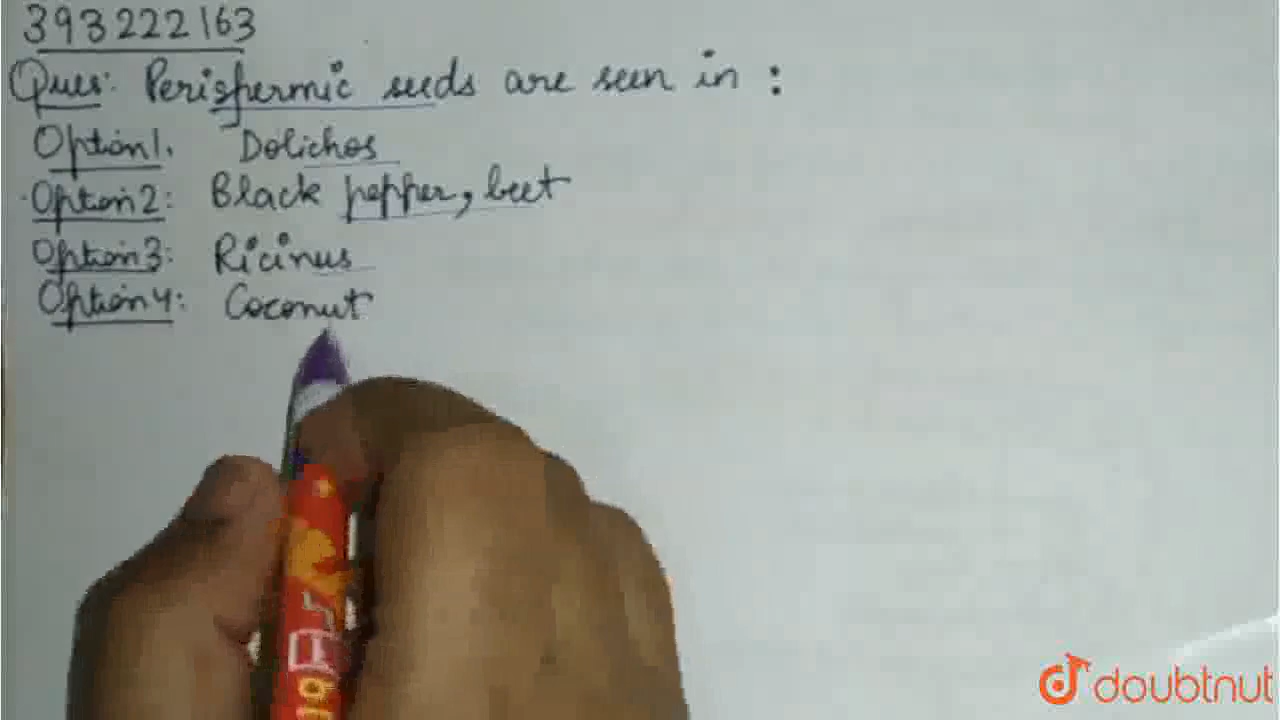 393222163
Ques: Perispermic seeds are seen in :
Option1. Dolichos
Option2: Black pepper, beet
Option3: Ricinus
Option4: Coconut
doubtnut